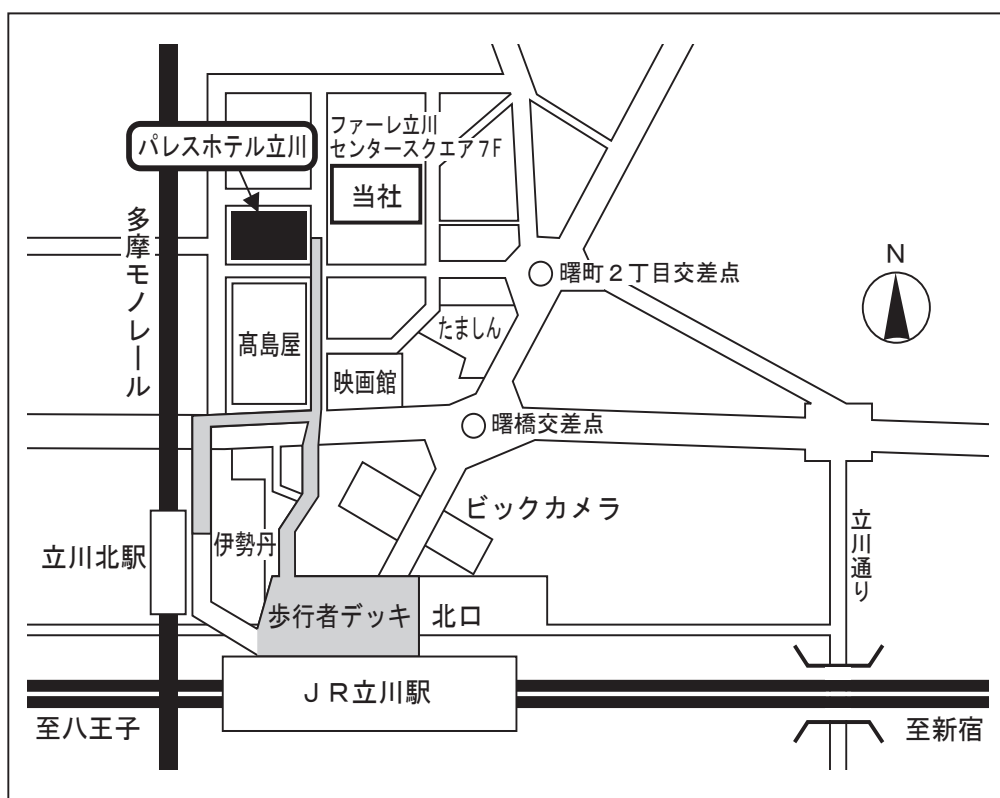 ファーレ立川
センタースクエア7F
パレスホテル立川
当社
多摩モノレール
N
曙町２丁目交差点
たましん
髙島屋
映画館
曙橋交差点
ビックカメラ
立川通り
伊勢丹
立川北駅
歩行者デッキ
北口
ＪＲ立川駅
至八王子
至新宿